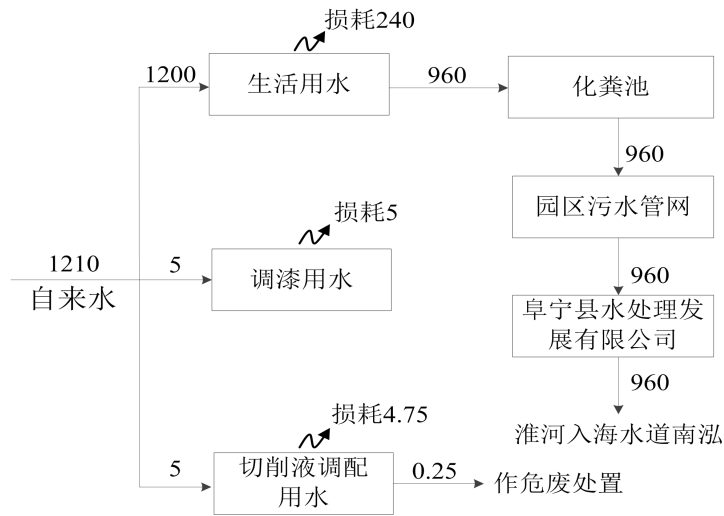 损耗240
1200
生活用水
960
化粪池
960
园区污水管网
损耗5
1210
自来水
5
调漆用水
960
阜宁县水处理发
展有限公司
960
淮河入海水道南泓
损耗4.75
5
切削液调配
用水
0.25
作危废处置